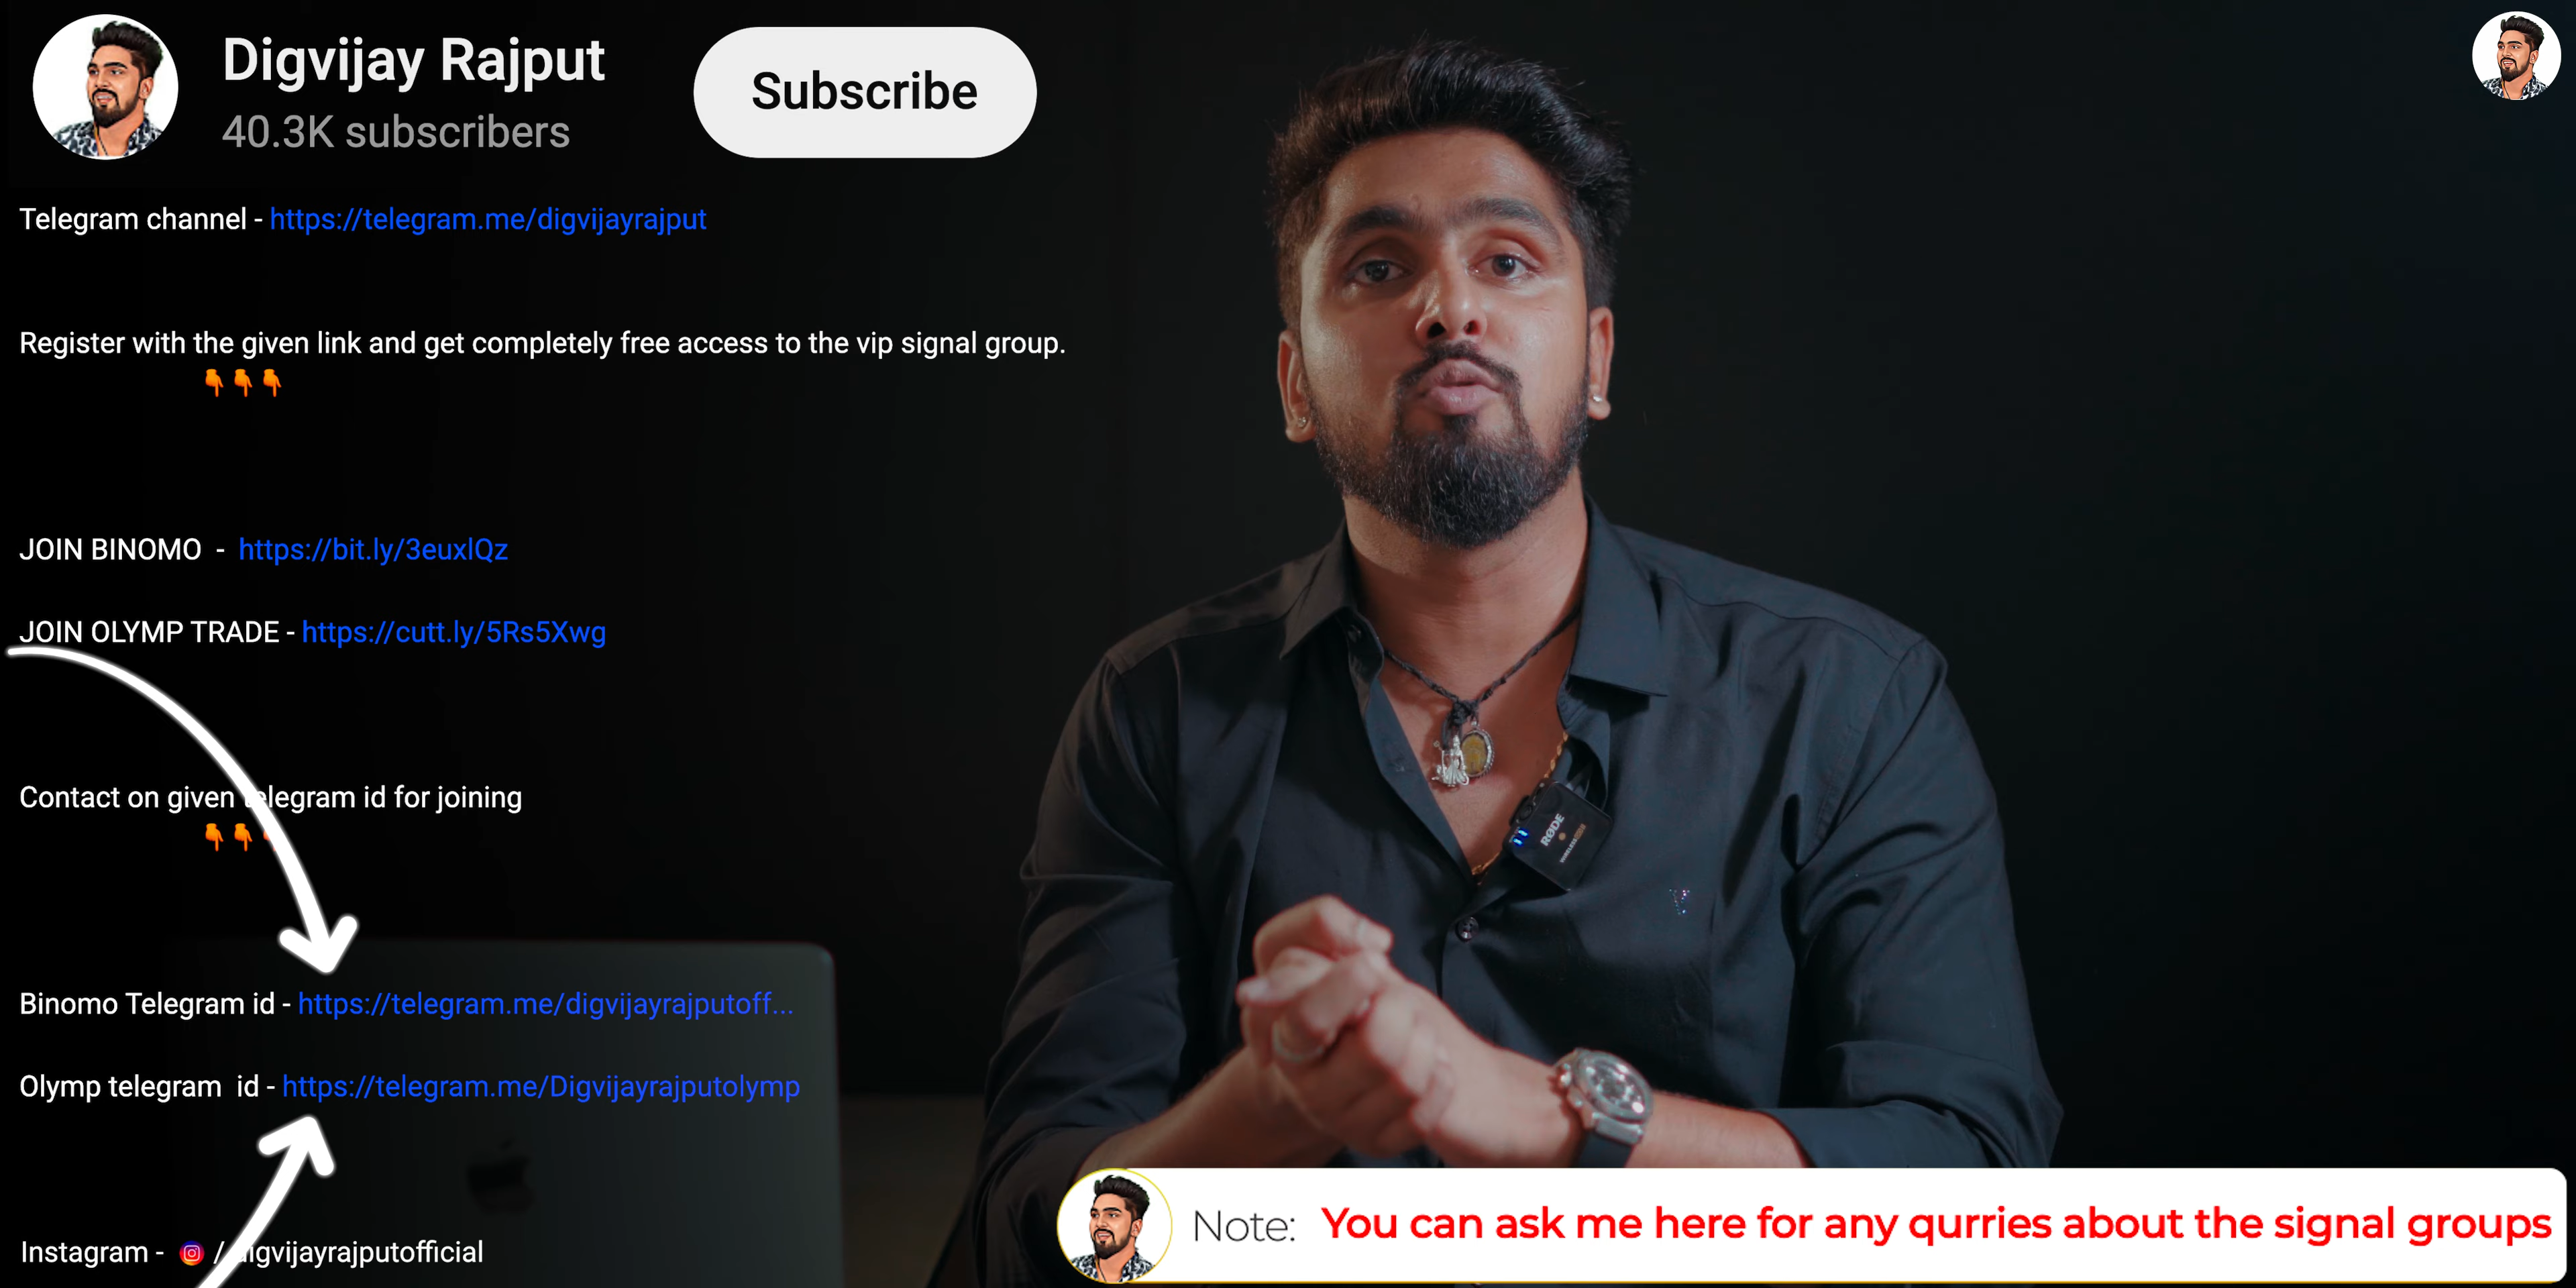 Digvijay Rajput
40.3K subscribers
Subscribe
Telegram channel - https://telegram.me/digvijayrajput
Register with the given link and get completely free access to the vip signal group.
👇👇👇
JOIN BINOMO - https://bit.ly/3euxlQz
JOIN OLYMP TRADE - https://cutt.ly/5Rs5Xwg
Contact on given telegram id for joining
👇👇👇
Binomo Telegram id - https://telegram.me/digvijayrajputoff...
Olymp telegram id - https://telegram.me/Digvijayrajputolymp
Instagram - / digvijayrajputofficial
RØDE
V
Note: You can ask me here for any qurries about the signal groups